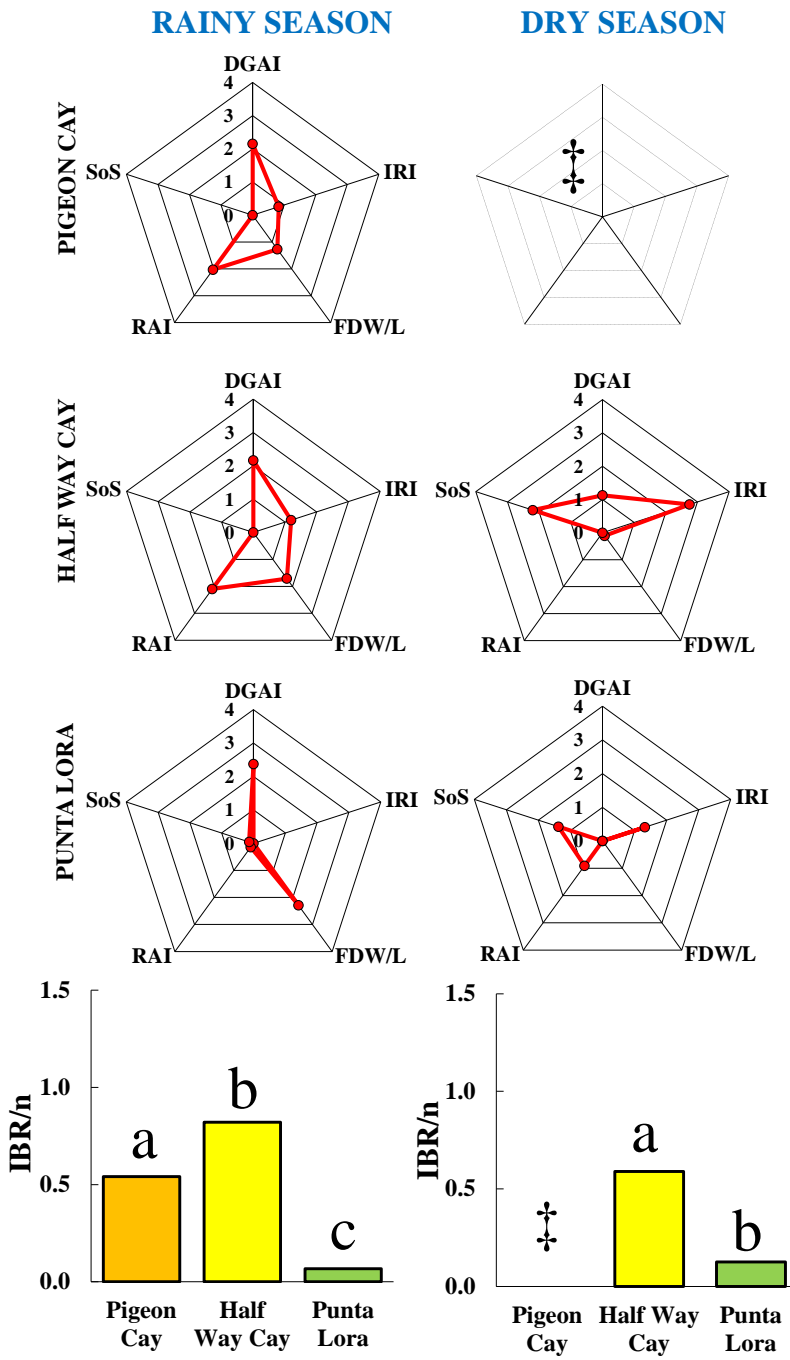 RAINY SEASON
DRY SEASON
PIGEON CAY
DGAI
4
3
2
1
0
SoS
IRI
RAI
FDW/L
‡
HALF WAY CAY
DGAI
4
3
2
1
0
SoS
IRI
RAI
FDW/L
DGAI
4
3
2
1
0
SoS
IRI
RAI
FDW/L
PUNTA LORA
DGAI
4
3
2
1
0
SoS
IRI
RAI
FDW/L
DGAI
4
3
2
1
0
SoS
IRI
RAI
FDW/L
IBR/n
1.5
1.0
0.5
0.0
a
b
c
Pigeon
Cay
Half
Way Cay
Punta
Lora
IBR/n
1.5
1.0
0.5
0.0
‡
a
b
Pigeon
Cay
Half Way
Cay
Punta
Lora